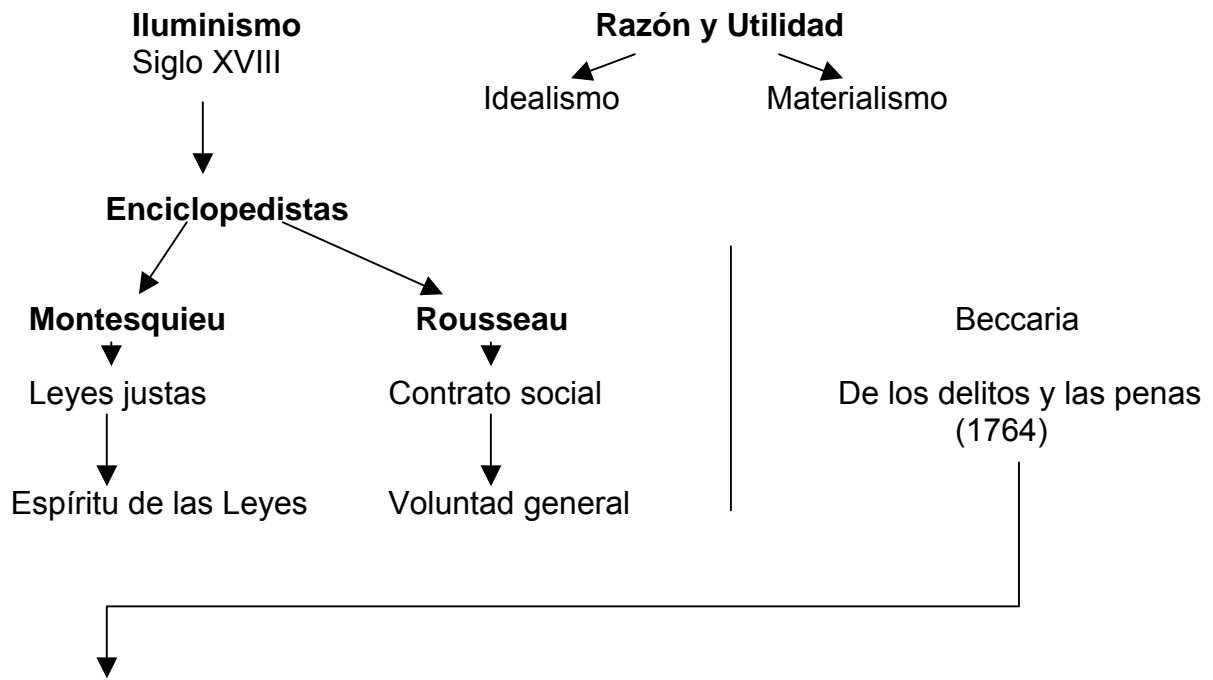 Iluminismo
Siglo XVIII
Razón y Utilidad
Idealismo
Materialismo
Enciclopedistas
Montesquieu
Rousseau
Beccaria
Leyes justas
Contrato social
De los delitos y las penas
(1764)
Espíritu de las Leyes
Voluntad general